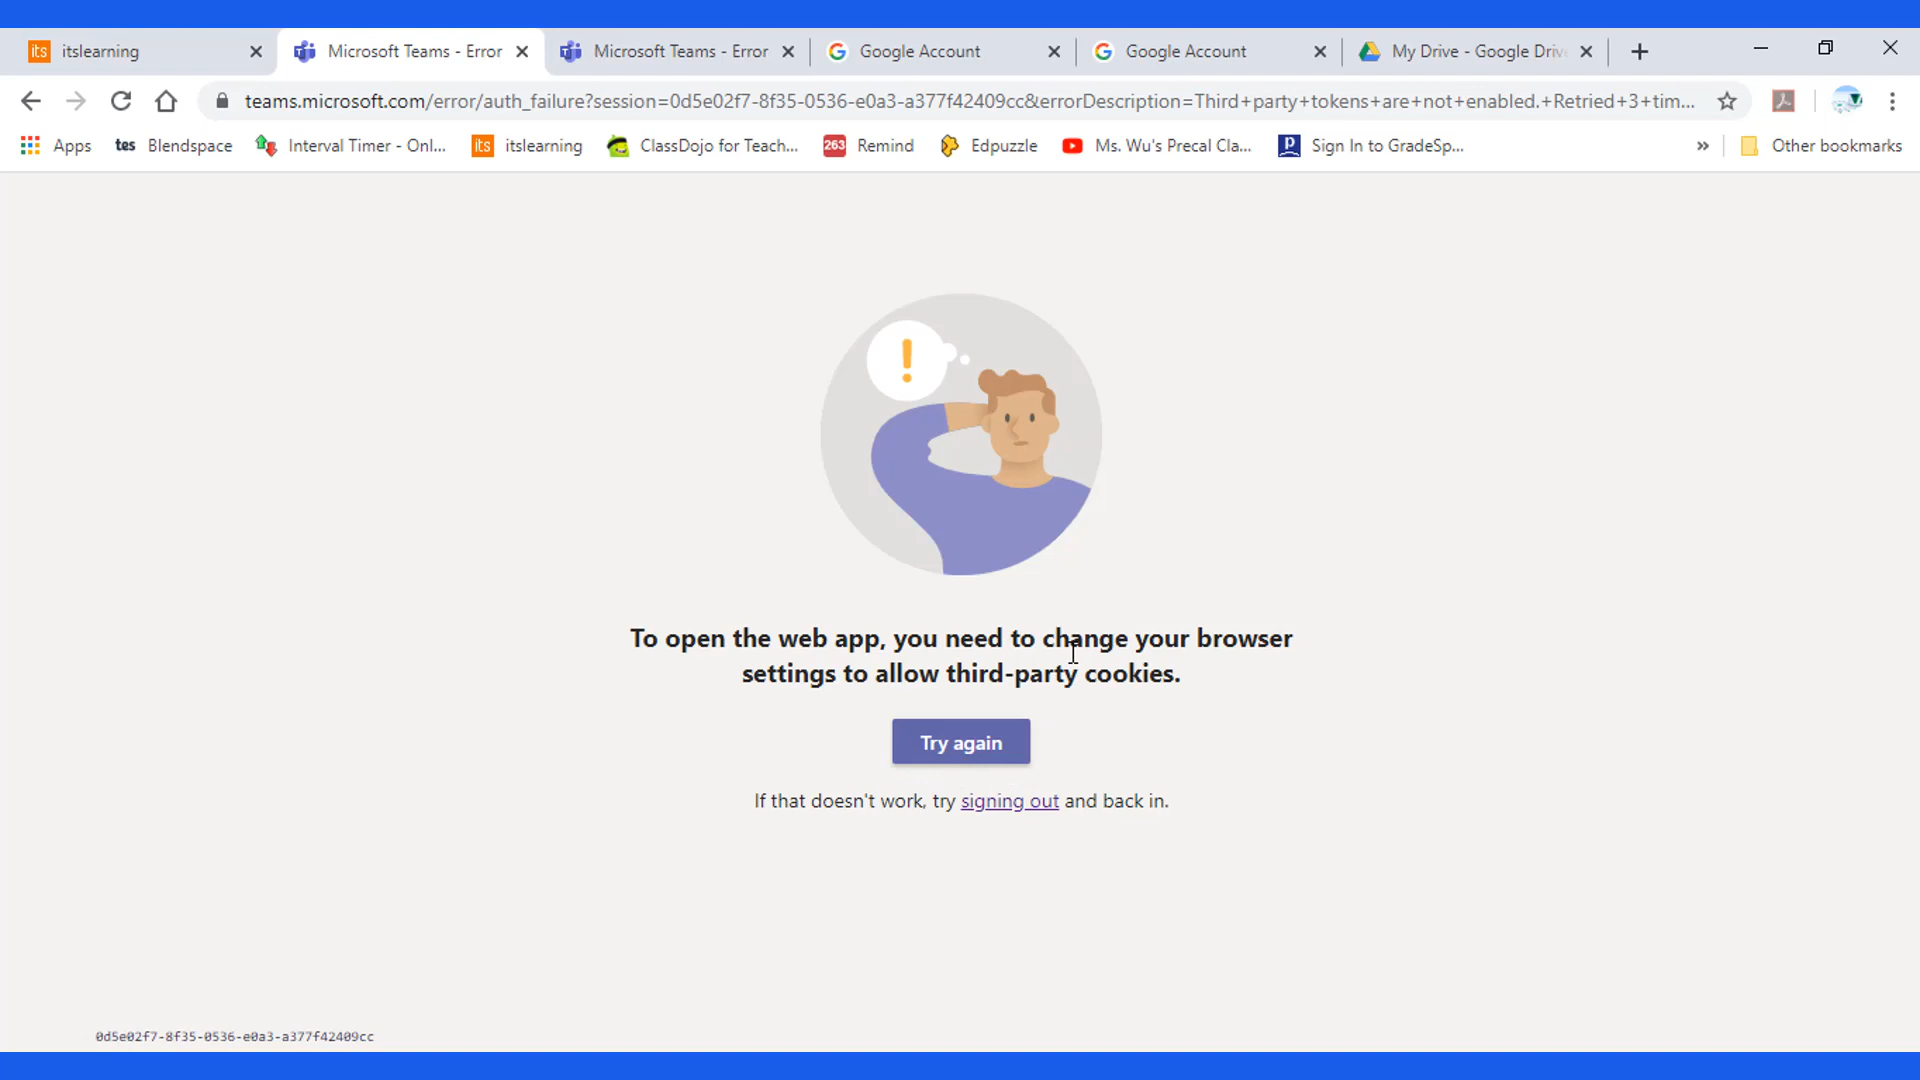 its itslearning
Microsoft Teams - Error
Microsoft Teams - Error
Google Account
Google Account
My Drive - Google Driv
teams.microsoft.com/error/auth_failure?session=0d5e02f7-8f35-0536-e0a3-a377f42409cc&errorDescription=Third+party+tokens+are+not+enabled.+Retried+3+tim...
Apps
tes Blendspace
Interval Timer - Onl...
its itslearning
ClassDojo for Teach...
263 Remind
Edpuzzle
Ms. Wu's Precal Cla...
P Sign In to GradeSp...
»
Other bookmarks
!
To open the web app, you need to change your browser
settings to allow third-party cookies.
Try again
If that doesn't work, try signing out and back in.
0d5e02f7-8f35-0536-e0a3-a377f42409cc